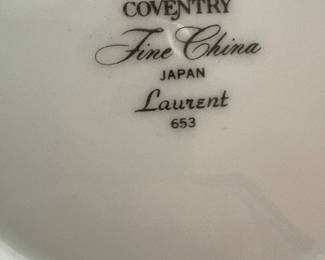 COVENTRY
Fine China
JAPAN
Laurent
653